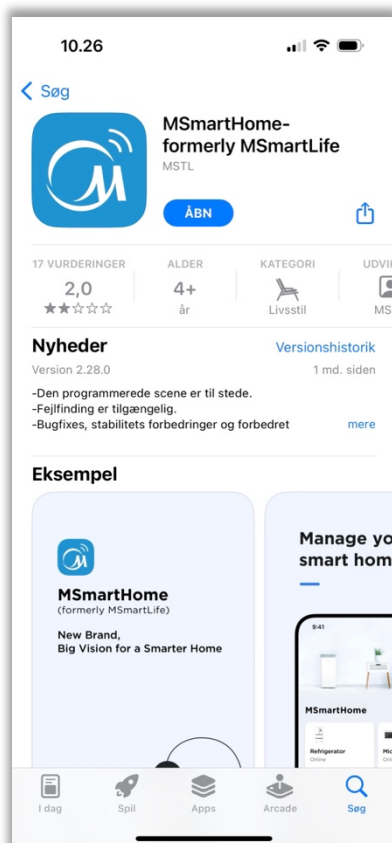 10.26
Søg
MSmartHome-
formerly MSmartLife
MSTL
ÅBN
17 VURDERINGER
ALDER
KATEGORI
2,0
4+
år
Livsstil
Nyheder
Versionshistorik
Version 2.28.0
1 md. siden
-Den programmerede scene er til stede.
-Fejlfinding er tilgængelig.
-Bugfixes, stabilitets forbedringer og forbedret
mere
Eksempel
MSmartHome
(formerly MSmartLife)
New Brand,
Big Vision for a Smarter Home
Manage yo
smart hom
9:41
MSmartHome
Refrigerator
Online
I dag
Spil
Apps
Arcade
Søg